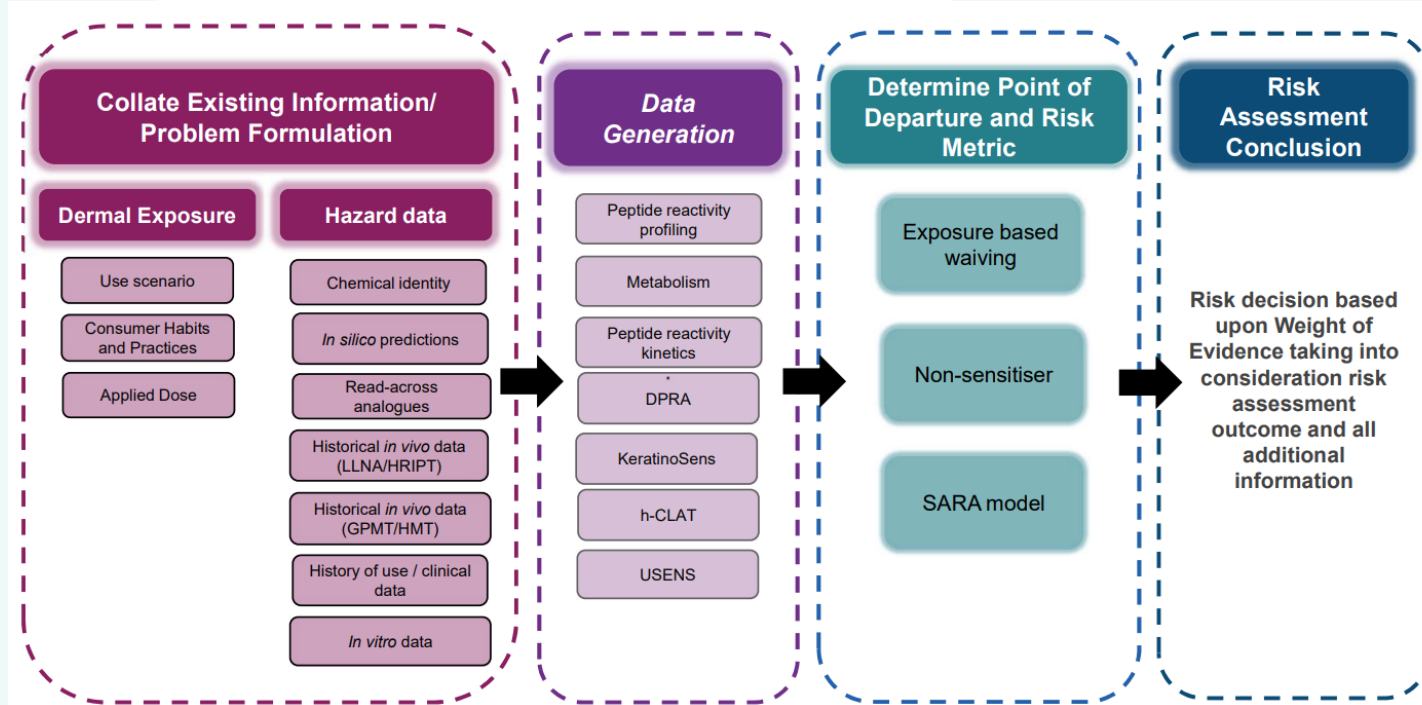 Collate Existing Information/
Problem Formulation
Dermal Exposure
Use scenario
Consumer Habits
and Practices
Applied Dose
Hazard data
Chemical identity
In silico predictions
Read-across
analogues
Historical in vivo data
(LLNA/HRIPT)
Historical in vivo data
(GPMT/HMT)
History of use / clinical
data
In vitro data
Data
Generation
Peptide reactivity
profiling
Metabolism
Peptide reactivity
kinetics
DPRA
KeratinoSens
h-CLAT
USENS
Determine Point of
Departure and Risk
Metric
Exposure based
waiving
Non-sensitiser
SARA model
Risk
Assessment
Conclusion
Risk decision based
upon Weight of
Evidence taking into
consideration risk
assessment
outcome and all
additional
information